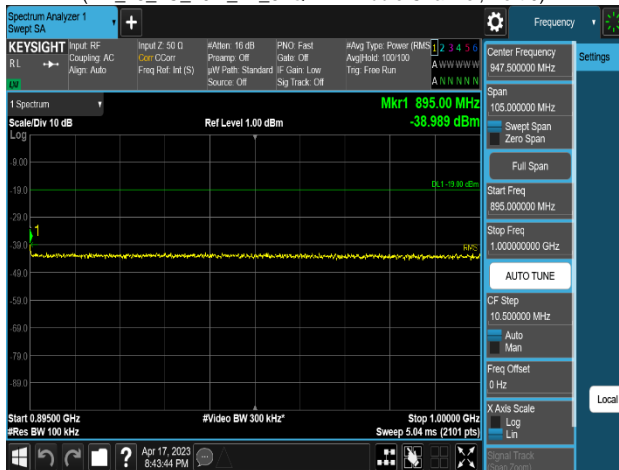 Spectrum Analyzer 1
Swept SA
+
Frequency
KEYSIGHT
RL
Input: RF
Coupling: AC
Align: Auto
Input Z: 50 Ω
Corr CCorr
Freq Ref: Int (S)
#Atten: 16 dB
Preamp: Off
µW Path: Standard
Source: Off
PNO: Fast
Gate: Off
IF Gain: Low
Sig Track: Off
#Avg Type: Power (RMS
Avg|Hold: 100/100
Trig: Free Run
1 2 3 4 5 6
A W W W W W
A N N N N N
1 Spectrum
Scale/Div 10 dB
Log
Ref Level 1.00 dBm
Mkr1 895.00 MHz
-38.989 dBm
-9.00
-19.0
DL1 -19.00 dBm
-29.0
1
-39.0
RMS
-49.0
-59.0
-69.0
-79.0
-89.0
Start 0.89500 GHz
#Res BW 100 kHz
#Video BW 300 kHz*
Stop 1.00000 GHz
Sweep 5.04 ms (2101 pts)
Center Frequency
947.500000 MHz
Settings
Span
105.000000 MHz
Swept Span
Zero Span
Full Span
Start Freq
895.000000 MHz
Stop Freq
1.000000000 GHz
AUTO TUNE
CF Step
10.500000 MHz
Auto
Man
Freq Offset
0 Hz
X Axis Scale
Log
Lin
Local
Signal Track
(Span Zoom)
?
Apr 17, 2023
8:43:44 PM